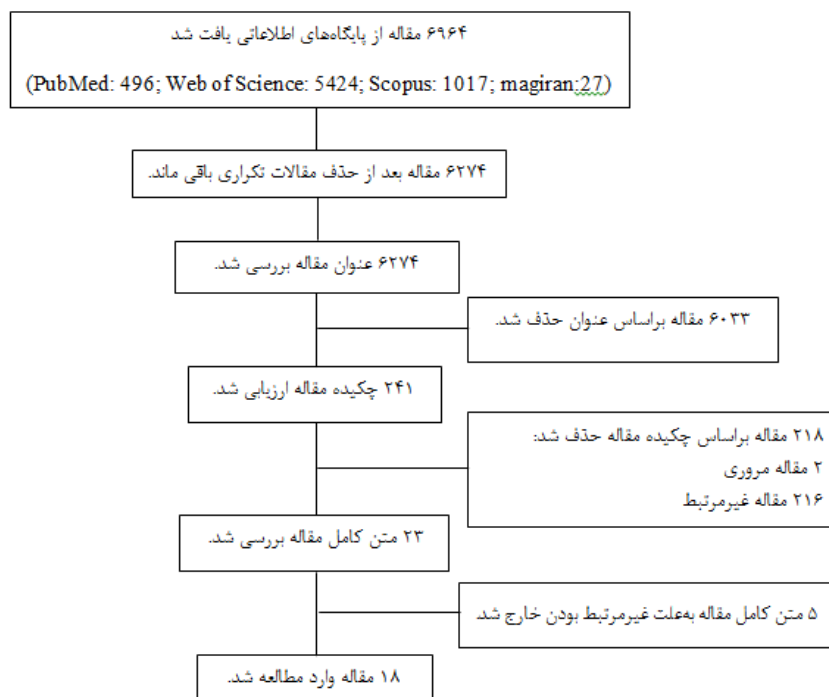 ۶۹۶۴ مقاله از پایگاه‌های اطلاعاتی یافت شد
(PubMed: 496; Web of Science: 5424; Scopus: 1017; magiran:27)
۶۲۷۴ مقاله بعد از حذف مقالات تکراری باقی ماند.
۶۲۷۴ عنوان مقاله بررسی شد.
۶۰۳۳ مقاله براساس عنوان حذف شد.
۲۴۱ چکیده مقاله ارزیابی شد.
۲۱۸ مقاله براساس چکیده مقاله حذف شد:
۲ مقاله مروری
۲۱۶ مقاله غیرمرتبط
۲۳ متن کامل مقاله بررسی شد.
۵ متن کامل مقاله به‌علت غیرمرتبط بودن خارج شد.
۱۸ مقاله وارد مطالعه شد.